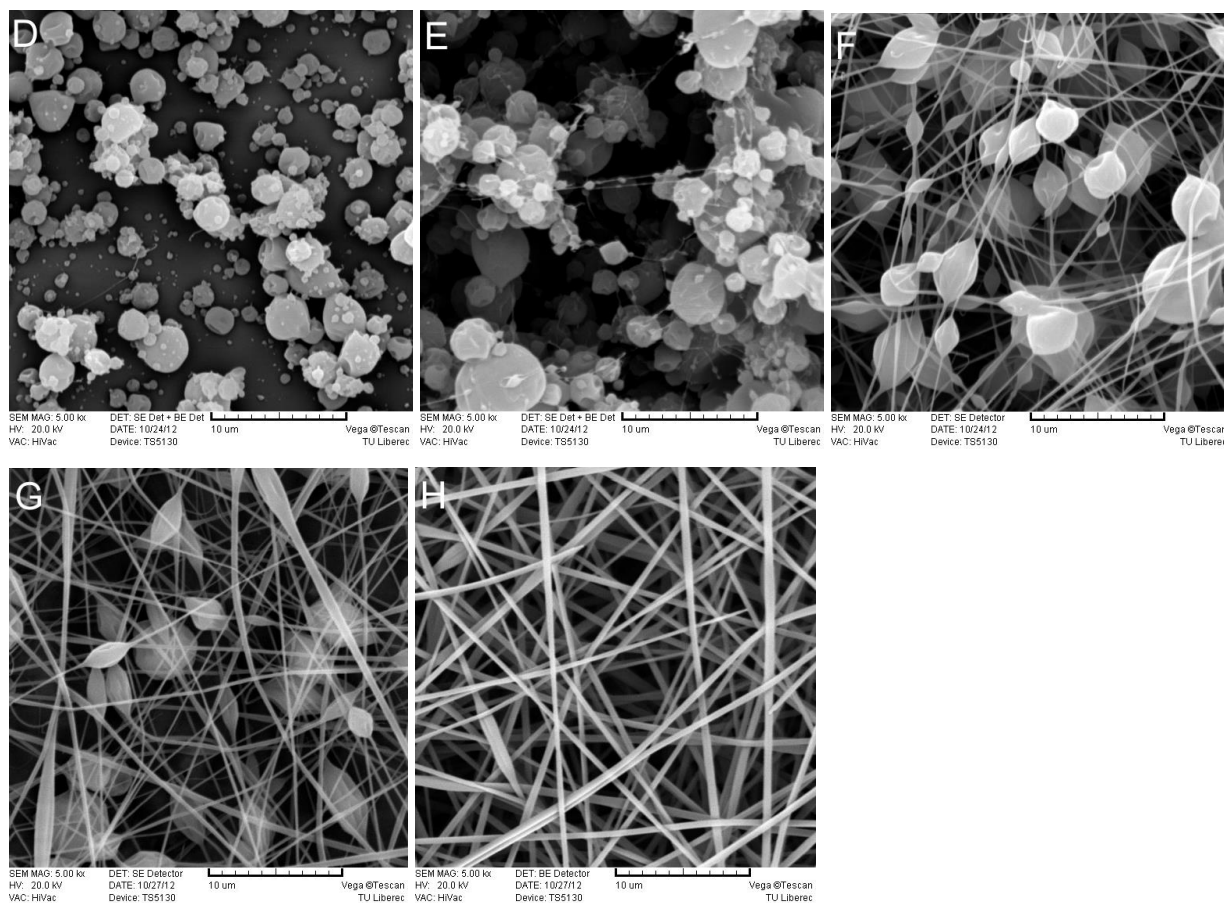 D
SEM MAG: 5.00 kx DET: SE Det + BE Det
HV: 20.0 kV DATE: 10/24/12 10 um Vega ©Tescan
VAC: HiVac Device: TS5130 TU Liberec
E
SEM MAG: 5.00 kx DET: SE Det + BE Det
HV: 20.0 kV DATE: 10/24/12 10 um Vega ©Tescan
VAC: HiVac Device: TS5130 TU Liberec
F
SEM MAG: 5.00 kx DET: SE Detector
HV: 20.0 kV DATE: 10/24/12 10 um Vega ©Tescan
VAC: HiVac Device: TS5130 TU Liberec
G
SEM MAG: 5.00 kx DET: SE Detector
HV: 20.0 kV DATE: 10/27/12 10 um Vega ©Tescan
VAC: HiVac Device: TS5130 TU Liberec
H
SEM MAG: 5.00 kx DET: BE Detector
HV: 20.0 kV DATE: 10/27/12 10 um Vega ©Tescan
VAC: HiVac Device: TS5130 TU Liberec